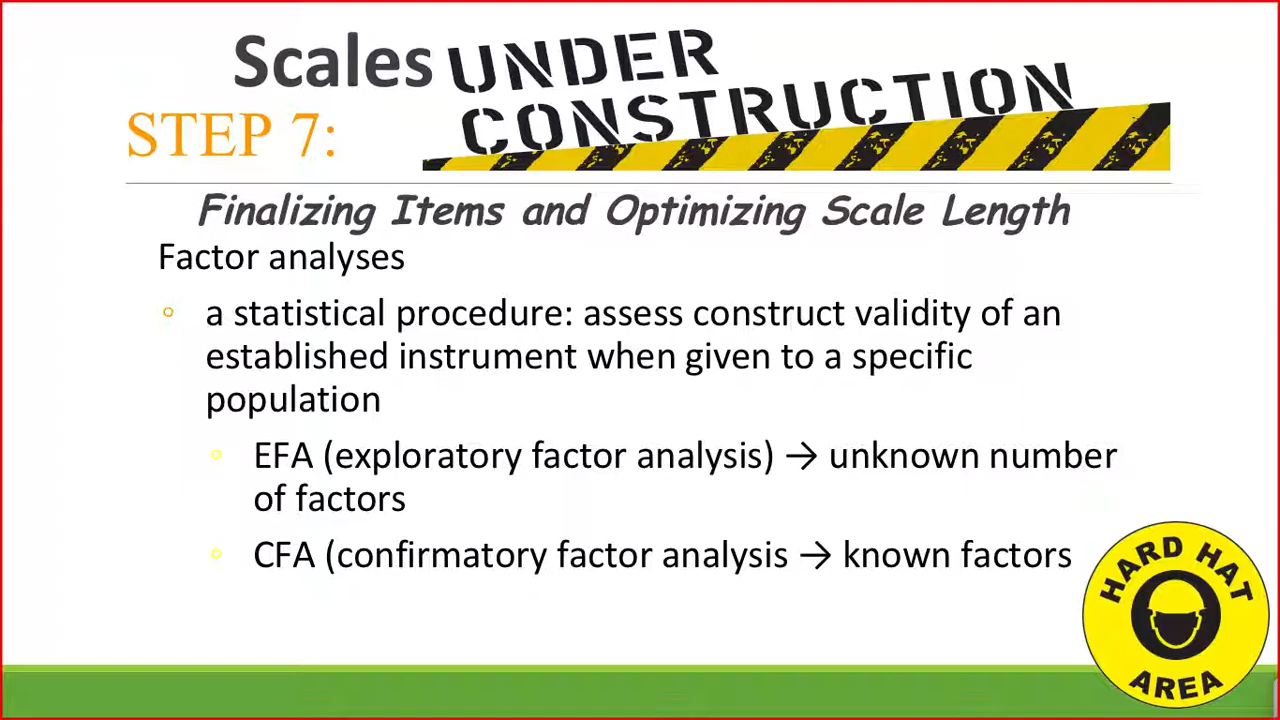 Scales UNDER
CONSTRUCTION
STEP 7:
Finalizing Items and Optimizing Scale Length
Factor analyses
◦ a statistical procedure: assess construct validity of an
established instrument when given to a specific
population
◦ EFA (exploratory factor analysis) → unknown number
of factors
◦ CFA (confirmatory factor analysis → known factors
HARD HAT
AREA